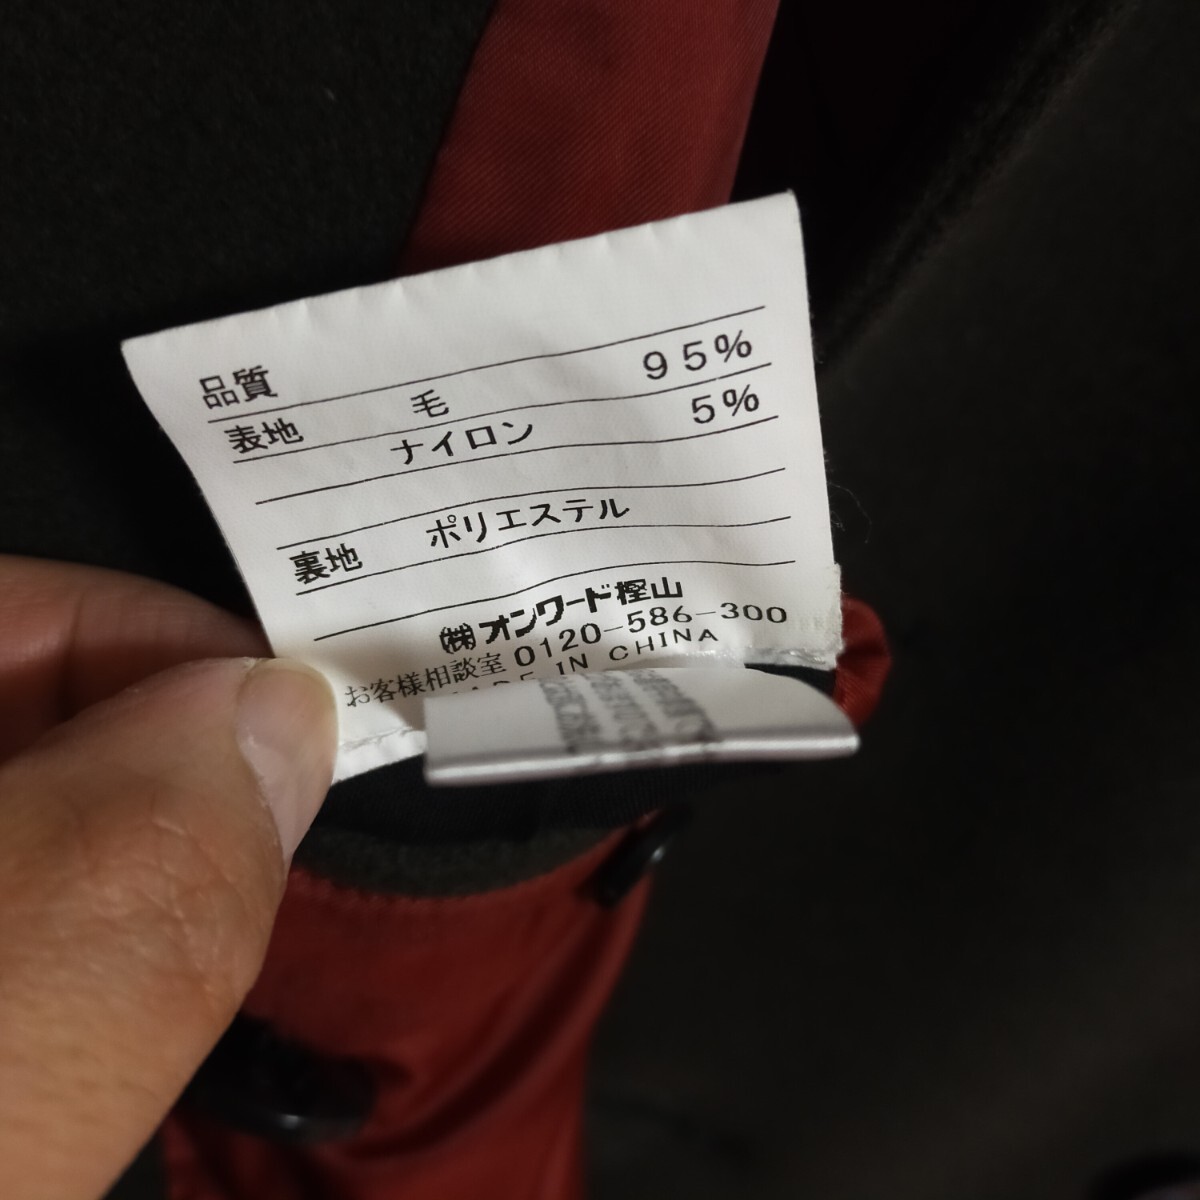 品質
表地 毛 95%
ナイロン 5%
裏地 ポリエステル
㈱オンワード樫山
お客様相談室 0120-586-300
MADE IN CHINA